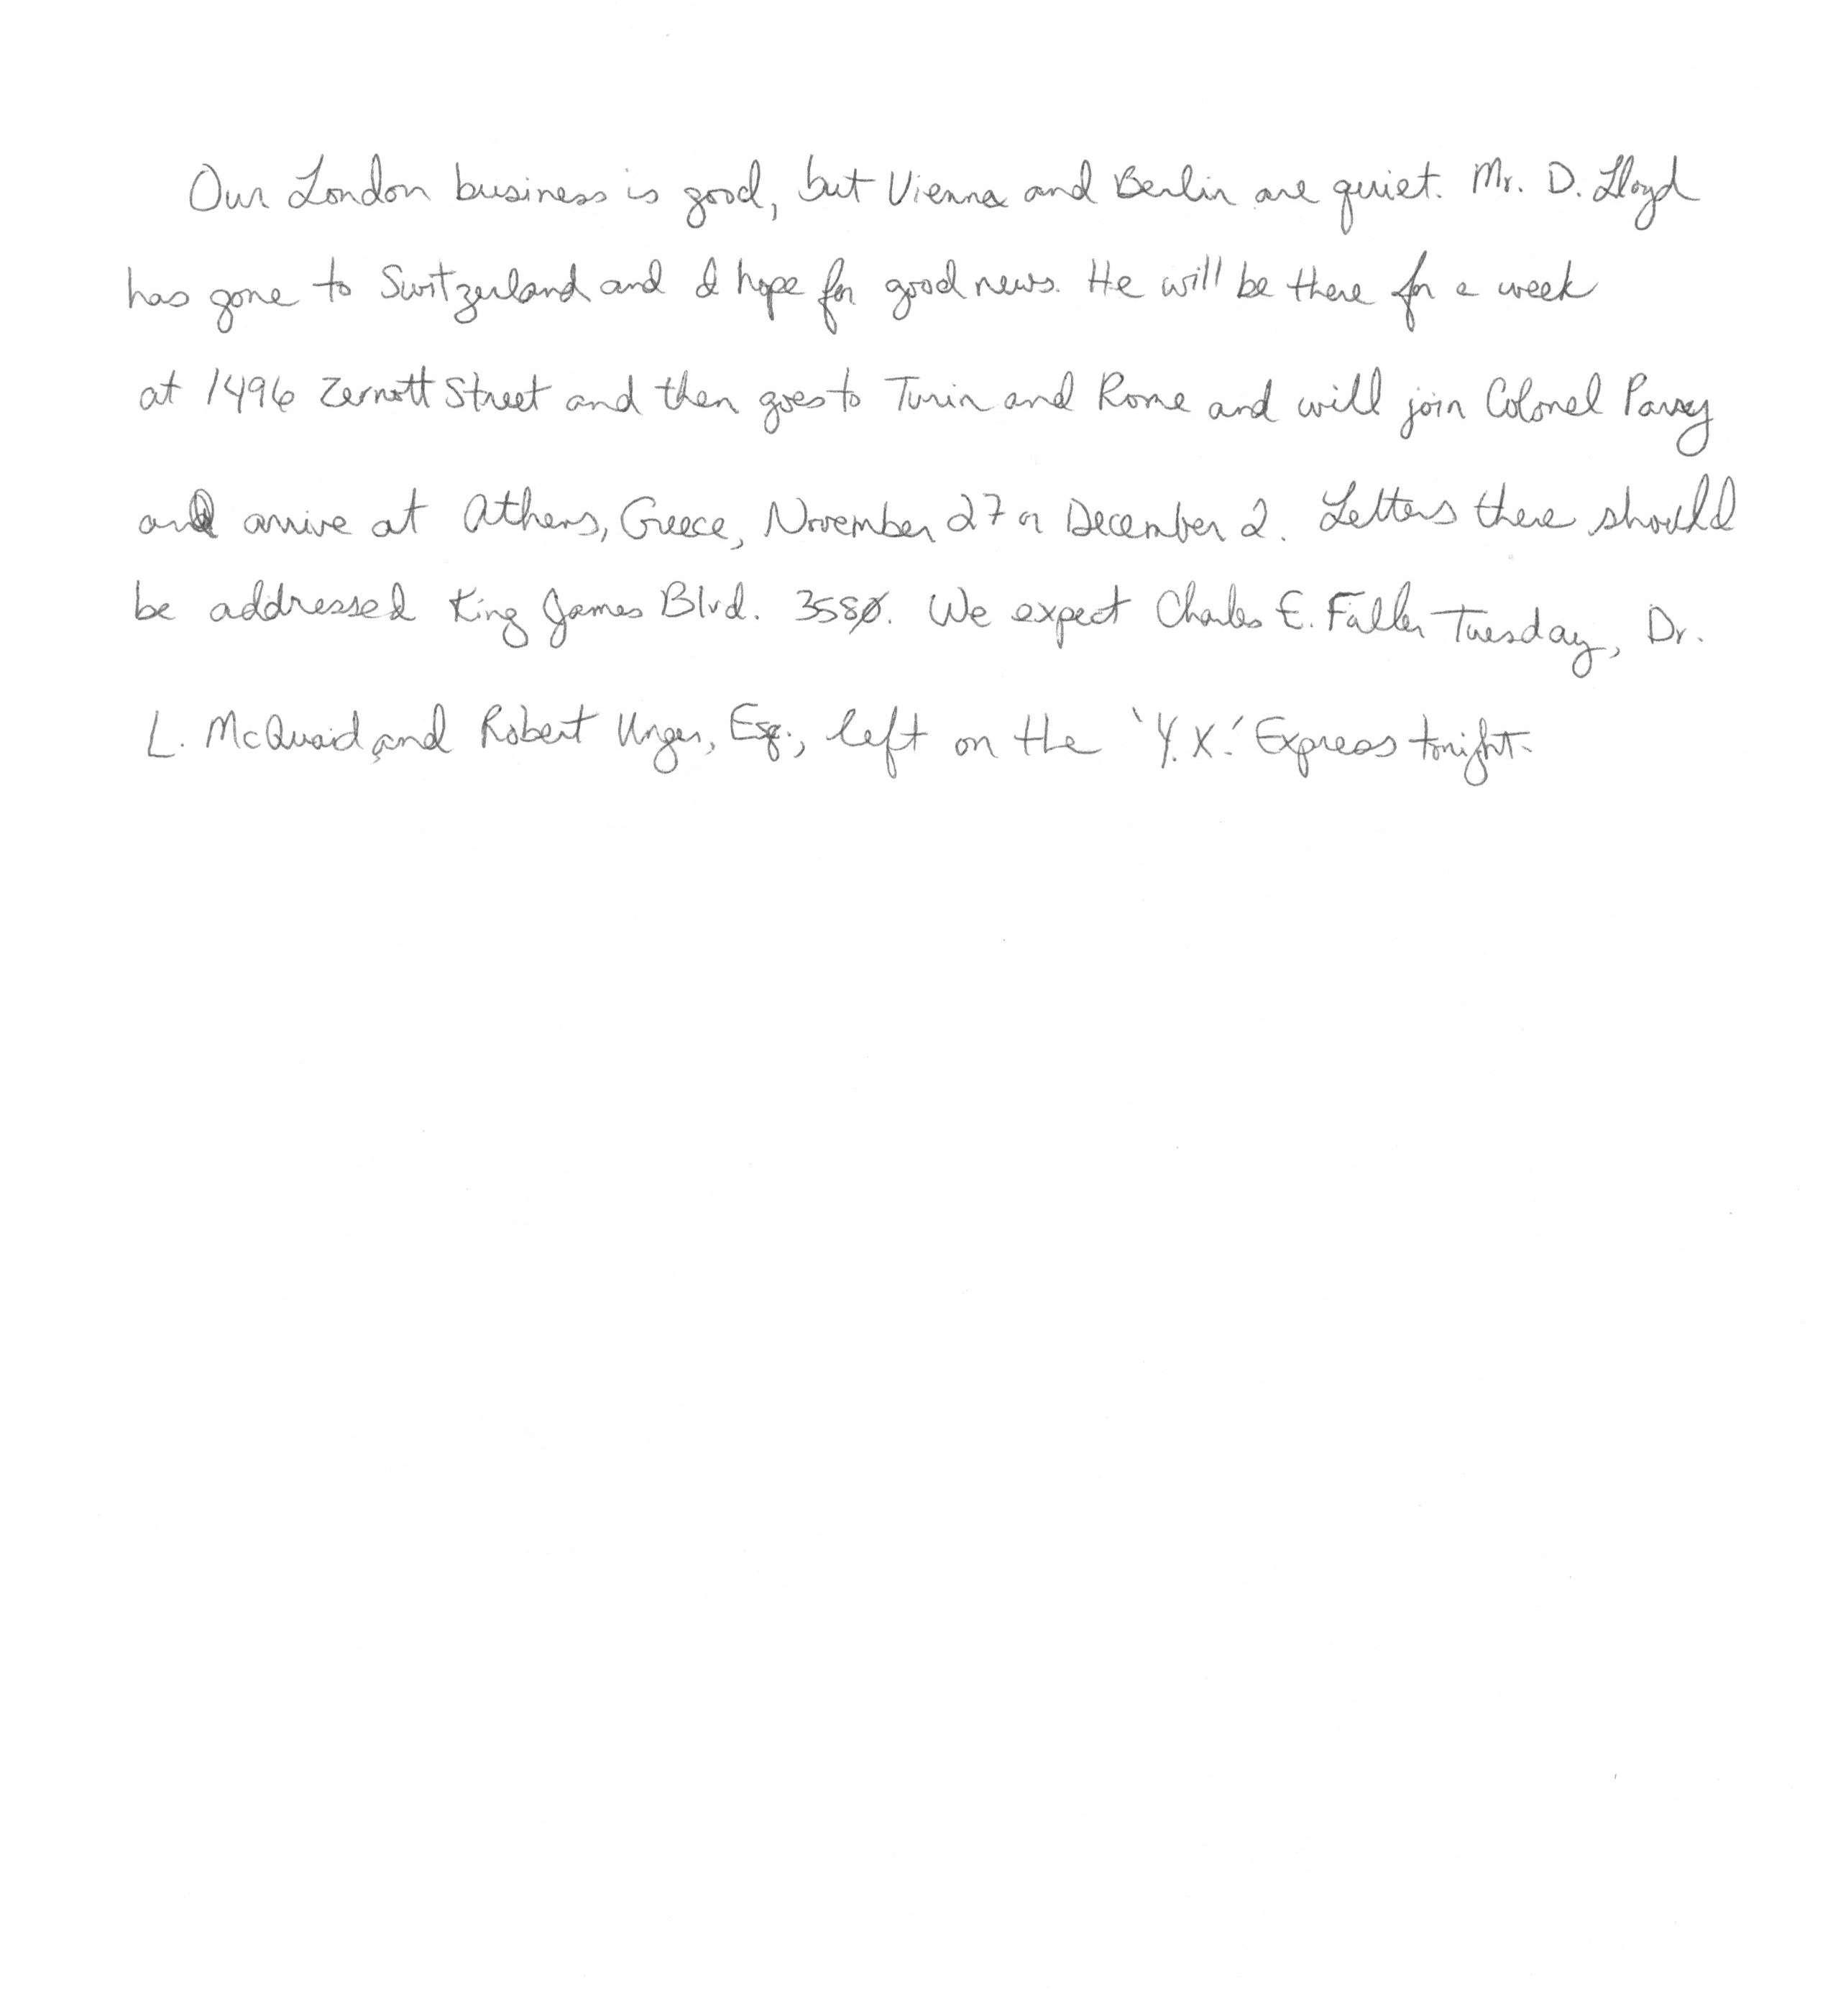 Our London business is good, but Vienna and Berlin are quiet. Mr. D. Lloyd
has gone to Switzerland and I hope for good news. He will be there for a week
at 1496 Zermott Street and then goes to Turin and Rome and will join Colonel Parry
and arrive at Athens, Greece, November 27 or December 2. Letters there should
be addressed King James Blvd. 3580. We expect Charles E. Fuller Tuesday, Dr.
L. McQuaid and Robert Unger, Esq., left on the 'Y.X.' Express tonight.